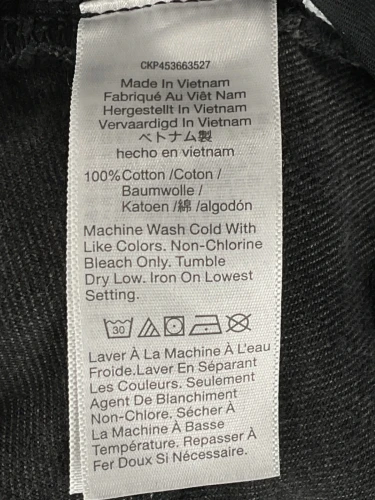 CKP453663527
Made In Vietnam
Fabriqué Au Viêt Nam
Hergestellt In Vietnam
Vervaardigd In Vietnam
ベトナム製
hecho en vietnam
100%Cotton /Coton /
Baumwolle /
Katoen /綿 /algodón
Machine Wash Cold With
Like Colors. Non-Chlorine
Bleach Only. Tumble
Dry Low. Iron On Lowest
Setting.
30
Laver À La Machine À L'eau
Froide.Laver En Séparant
Les Couleurs. Seulement
Agent De Blanchiment
Non-Chlore. Sécher À
La Machine À Basse
Température. Repasser À
Fer Doux Si Nécessaire.